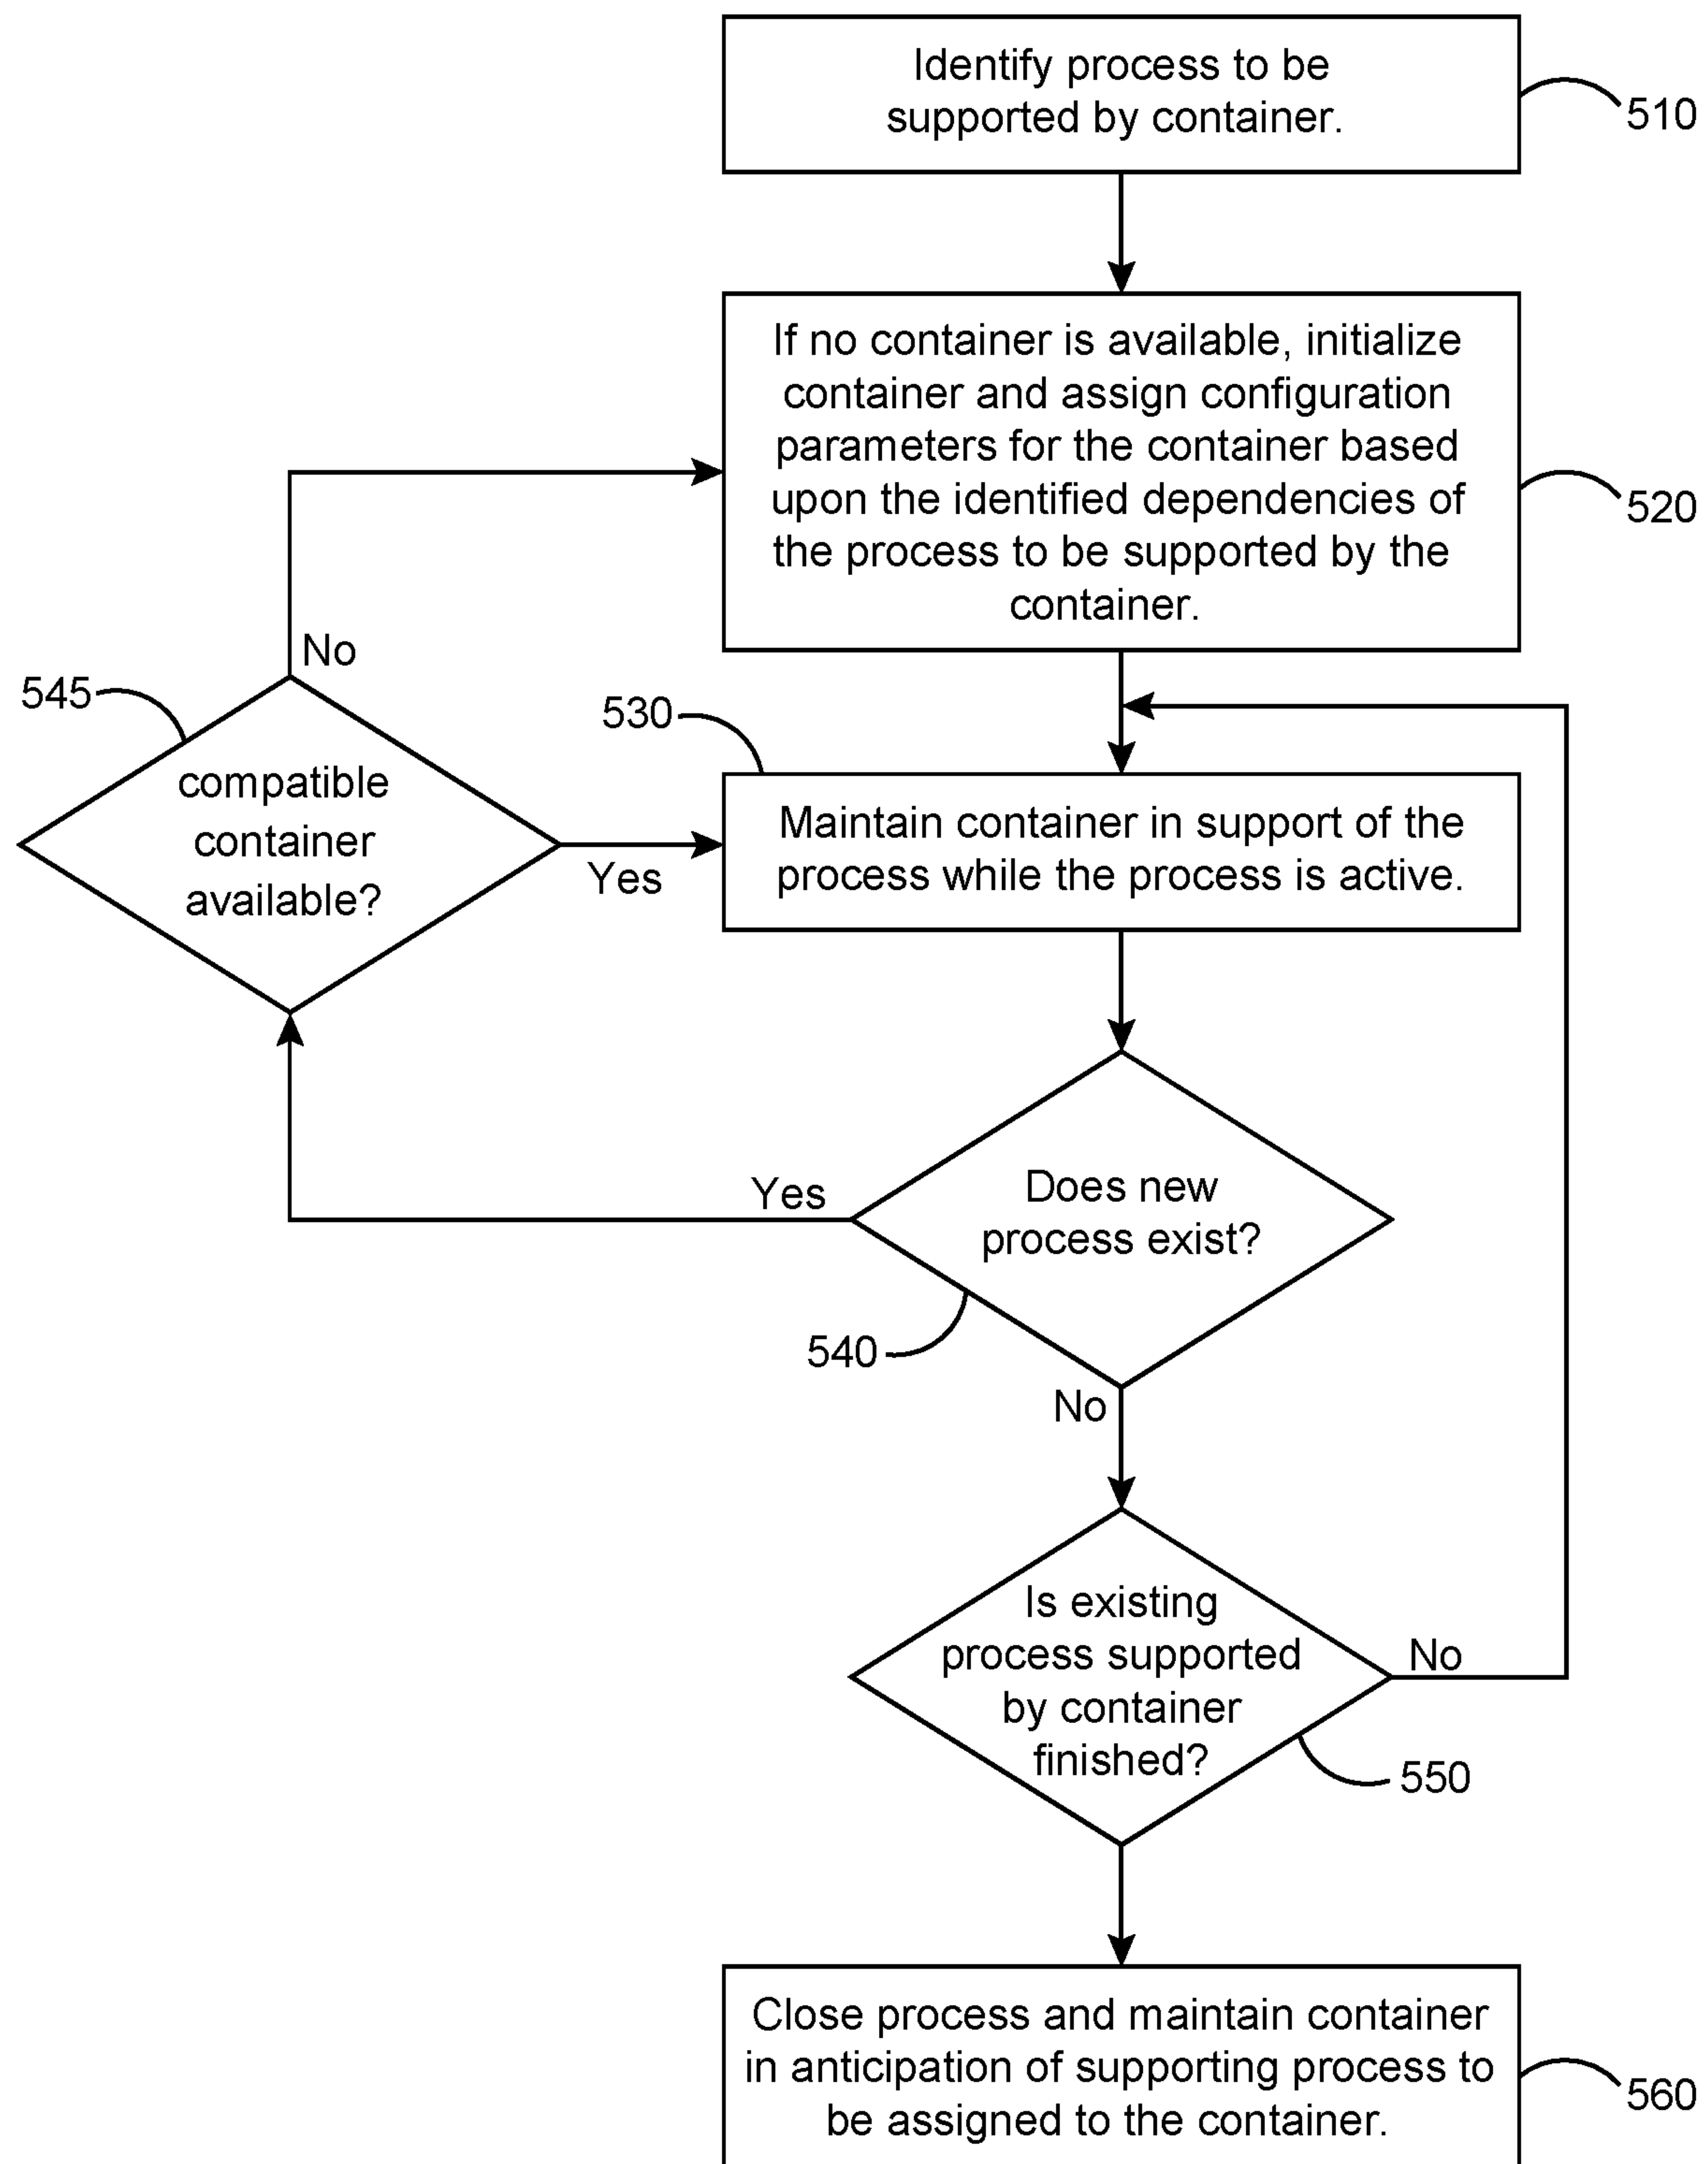 Identify process to be
supported by container.
510
If no container is available, initialize
container and assign configuration
parameters for the container based
upon the identified dependencies of
the process to be supported by the
container.
520
No
545
compatible
container
available?
Yes
530
Maintain container in support of the
process while the process is active.
Yes
Does new
process exist?
540
No
Is existing
process supported
by container
finished?
No
550
Close process and maintain container
in anticipation of supporting process to
be assigned to the container.
560